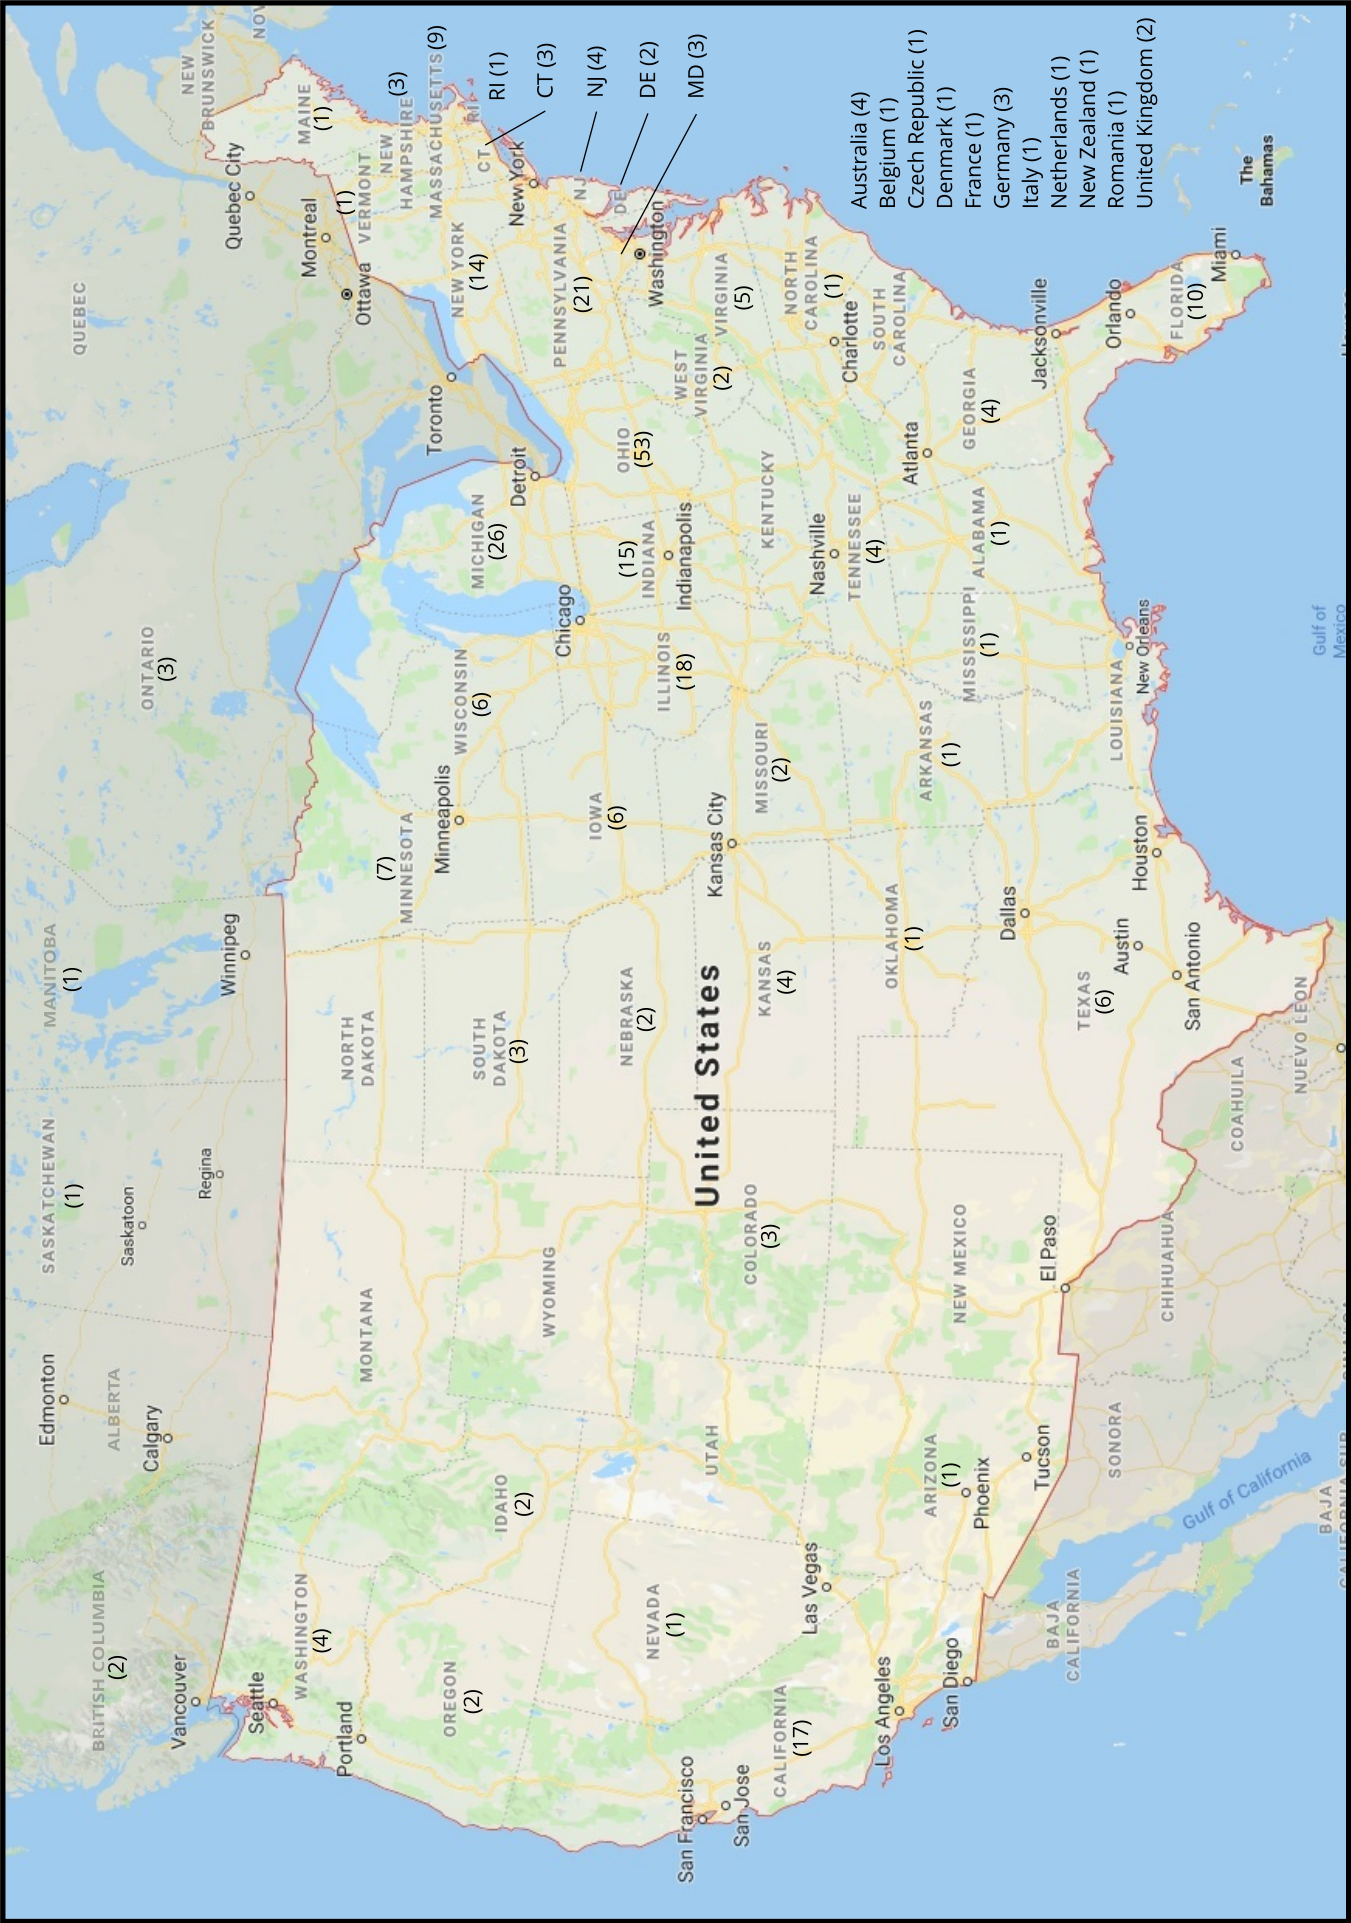 BRITISH COLUMBIA
(2)
Vancouver
Edmonton
ALBERTA
Calgary
SASKATCHEWAN
(1)
Saskatoon
Regina
MANITOBA
(1)
Winnipeg
ONTARIO
(3)
QUEBEC
Quebec City
Montreal
Ottawa
Toronto
NEW
BRUNSWICK
Seattle
WASHINGTON
(4)
Portland
OREGON
(2)
IDAHO
(2)
MONTANA
WYOMING
NORTH
DAKOTA
SOUTH
DAKOTA
(3)
(7)
MINNESOTA
Minneapolis
WISCONSIN
(6)
MICHIGAN
(26)
Detroit
MAINE
(1)
(1)
VERMONT
NEW
HAMPSHIRE
(3)
MASSACHUSETTS
(9)
NEW YORK
(14)
New York
RI
RI (1)
CT
CT (3)
NJ
NJ (4)
DE
DE (2)
MD (3)
PENNSYLVANIA
(21)
Washington
San Francisco
San Jose
CALIFORNIA
(17)
NEVADA
(1)
Las Vegas
UTAH
COLORADO
(3)
United States
NEBRASKA
(2)
KANSAS
(4)
IOWA
(6)
Kansas City
MISSOURI
(2)
Chicago
ILLINOIS
(18)
(15)
INDIANA
Indianapolis
OHIO
(53)
WEST
VIRGINIA
(2)
VIRGINIA
(5)
KENTUCKY
Nashville
TENNESSEE
(4)
NORTH
CAROLINA
(1)
Charlotte
SOUTH
CAROLINA
Los Angeles
San Diego
ARIZONA
(1)
Phoenix
Tucson
NEW MEXICO
El Paso
OKLAHOMA
(1)
ARKANSAS
(1)
MISSISSIPPI
(1)
ALABAMA
(1)
Atlanta
GEORGIA
(4)
Dallas
TEXAS
(6)
Austin
San Antonio
Houston
LOUISIANA
New Orleans
Jacksonville
Orlando
FLORIDA
(10)
Miami
Australia (4)
Belgium (1)
Czech Republic (1)
Denmark (1)
France (1)
Germany (3)
Italy (1)
Netherlands (1)
New Zealand (1)
Romania (1)
United Kingdom (2)
The
Bahamas
BAJA
CALIFORNIA
SONORA
Gulf of California
CHIHUAHUA
COAHUILA
NUEVO LEON
Gulf of
Mexico
BAJA